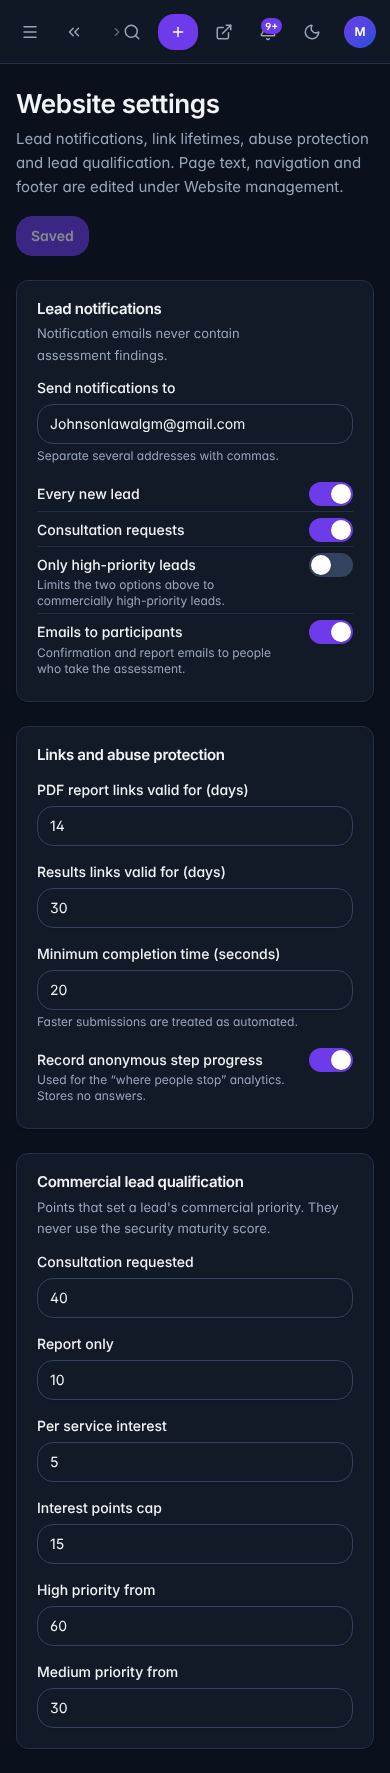 9+
M
Website settings
Lead notifications, link lifetimes, abuse protection
and lead qualification. Page text, navigation and
footer are edited under Website management.
Saved
Lead notifications
Notification emails never contain
assessment findings.
Send notifications to
Johnsonlawalgm@gmail.com
Separate several addresses with commas.
Every new lead
Consultation requests
Only high-priority leads
Limits the two options above to
commercially high-priority leads.
Emails to participants
Confirmation and report emails to people
who take the assessment.
Links and abuse protection
PDF report links valid for (days)
14
Results links valid for (days)
30
Minimum completion time (seconds)
20
Faster submissions are treated as automated.
Record anonymous step progress
Used for the “where people stop” analytics.
Stores no answers.
Commercial lead qualification
Points that set a lead's commercial priority. They
never use the security maturity score.
Consultation requested
40
Report only
10
Per service interest
5
Interest points cap
15
High priority from
60
Medium priority from
30